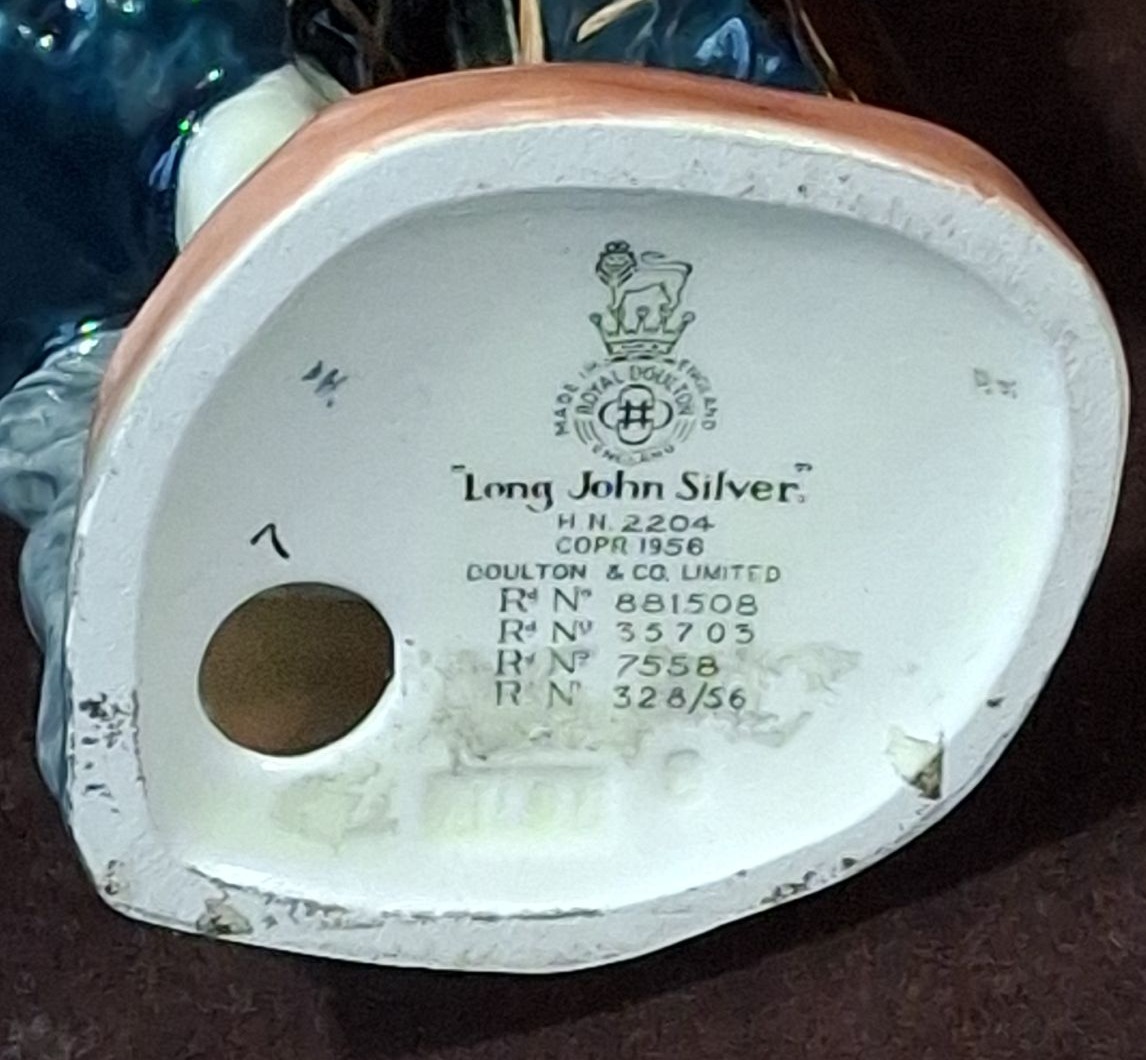 MADE IN ENGLAND
ROYAL DOULTON
ENGLAND
"Long John Silver"
H.N. 2204
COPR 1956
DOULTON & CO. LIMITED
Rᵈ Nº 881508
Rᵈ Nº 35703
Rᵈ Nº 7558
R Nº 328/56